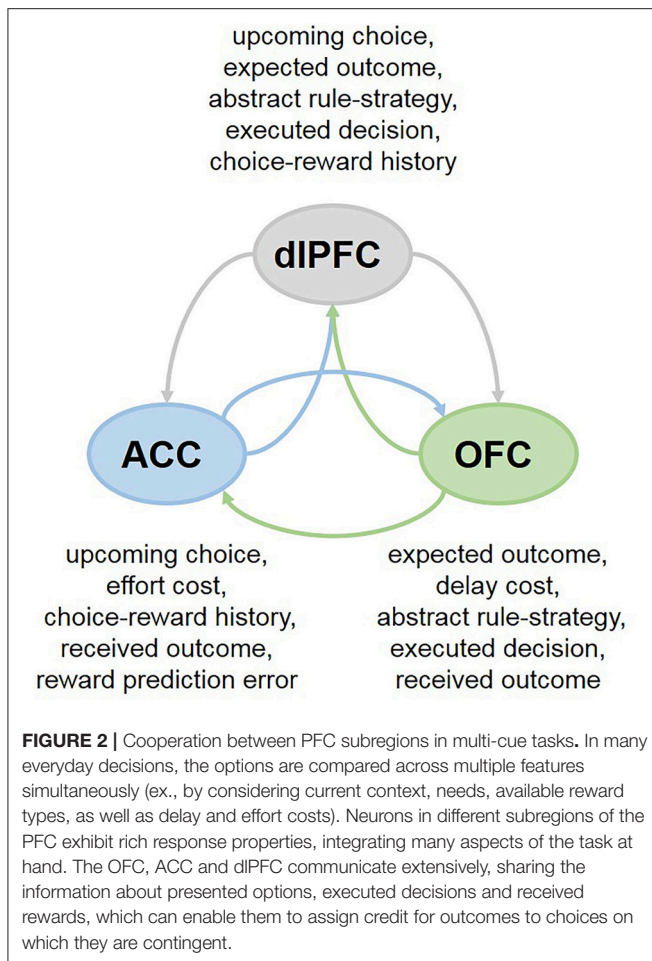 upcoming choice,
expected outcome,
abstract rule-strategy,
executed decision,
choice-reward history
dlPFC
ACC
OFC
upcoming choice,
effort cost,
choice-reward history,
received outcome,
reward prediction error
expected outcome,
delay cost,
abstract rule-strategy,
executed decision,
received outcome
FIGURE 2 | Cooperation between PFC subregions in multi-cue tasks. In many
everyday decisions, the options are compared across multiple features
simultaneously (ex., by considering current context, needs, available reward
types, as well as delay and effort costs). Neurons in different subregions of the
PFC exhibit rich response properties, integrating many aspects of the task at
hand. The OFC, ACC and dlPFC communicate extensively, sharing the
information about presented options, executed decisions and received
rewards, which can enable them to assign credit for outcomes to choices on
which they are contingent.